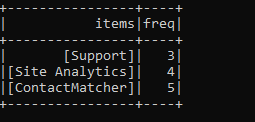 +----------------+----+
|           items|freq|
+----------------+----+
|       [Support]|   3|
|[Site Analytics]|   4|
|[ContactMatcher]|   5|
+----------------+----+